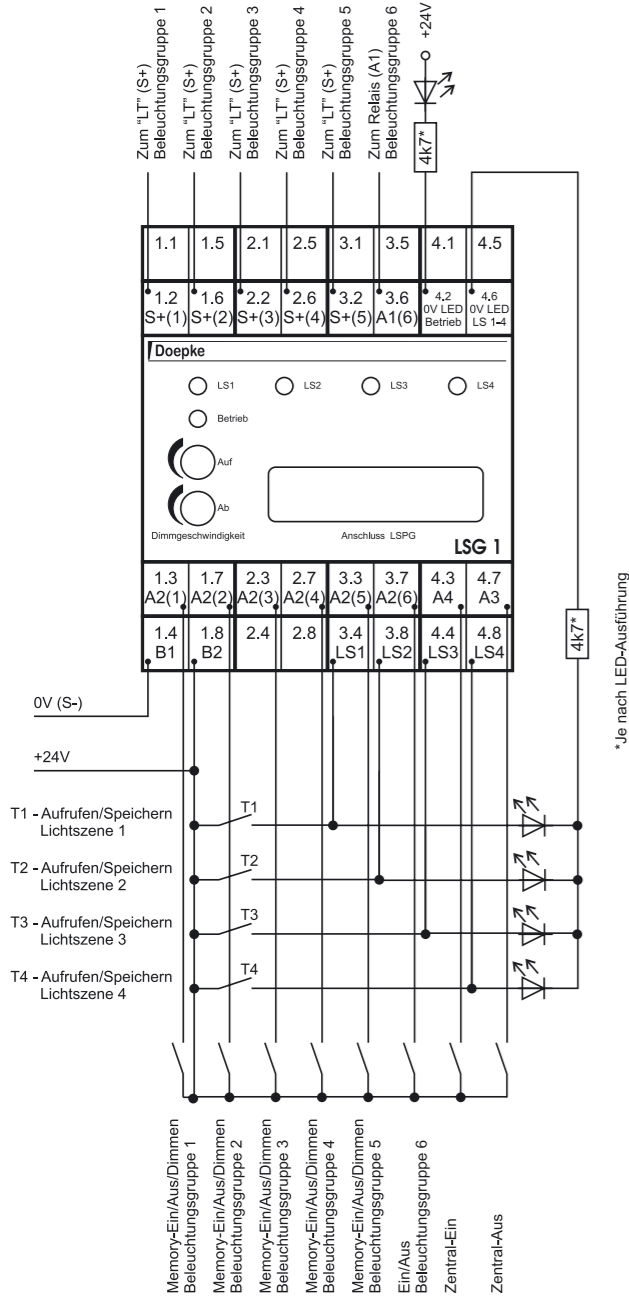 Zum "LT" (S+)
Beleuchtungsgruppe 1
Zum "LT" (S+)
Beleuchtungsgruppe 2
Zum "LT" (S+)
Beleuchtungsgruppe 3
Zum "LT" (S+)
Beleuchtungsgruppe 4
Zum "LT" (S+)
Beleuchtungsgruppe 5
Zum Relais (A1)
Beleuchtungsgruppe 6
+24V
4k7*
1.1 1.5 2.1 2.5 3.1 3.5 4.1 4.5
1.2 1.6 2.2 2.6 3.2 3.6 4.2 4.6
S+(1) S+(2) S+(3) S+(4) S+(5) A1(6) 0V LED 0V LED
Betrieb LS 1-4
Doepke
LS1 LS2 LS3 LS4
Betrieb
Auf
Ab
Dimmgeschwindigkeit Anschluss LSPG
LSG 1
1.3 1.7 2.3 2.7 3.3 3.7 4.3 4.7
A2(1) A2(2) A2(3) A2(4) A2(5) A2(6) A4 A3
1.4 1.8 2.4 2.8 3.4 3.8 4.4 4.8
B1 B2 LS1 LS2 LS3 LS4
4k7*
*Je nach LED-Ausführung
0V (S-)
+24V
T1 - Aufrufen/Speichern
Lichtszene 1
T1
T2 - Aufrufen/Speichern
Lichtszene 2
T2
T3 - Aufrufen/Speichern
Lichtszene 3
T3
T4 - Aufrufen/Speichern
Lichtszene 4
T4
Memory-Ein/Aus/Dimmen
Beleuchtungsgruppe 1
Memory-Ein/Aus/Dimmen
Beleuchtungsgruppe 2
Memory-Ein/Aus/Dimmen
Beleuchtungsgruppe 3
Memory-Ein/Aus/Dimmen
Beleuchtungsgruppe 4
Memory-Ein/Aus/Dimmen
Beleuchtungsgruppe 5
Ein/Aus
Beleuchtungsgruppe 6
Zentral-Ein
Zentral-Aus